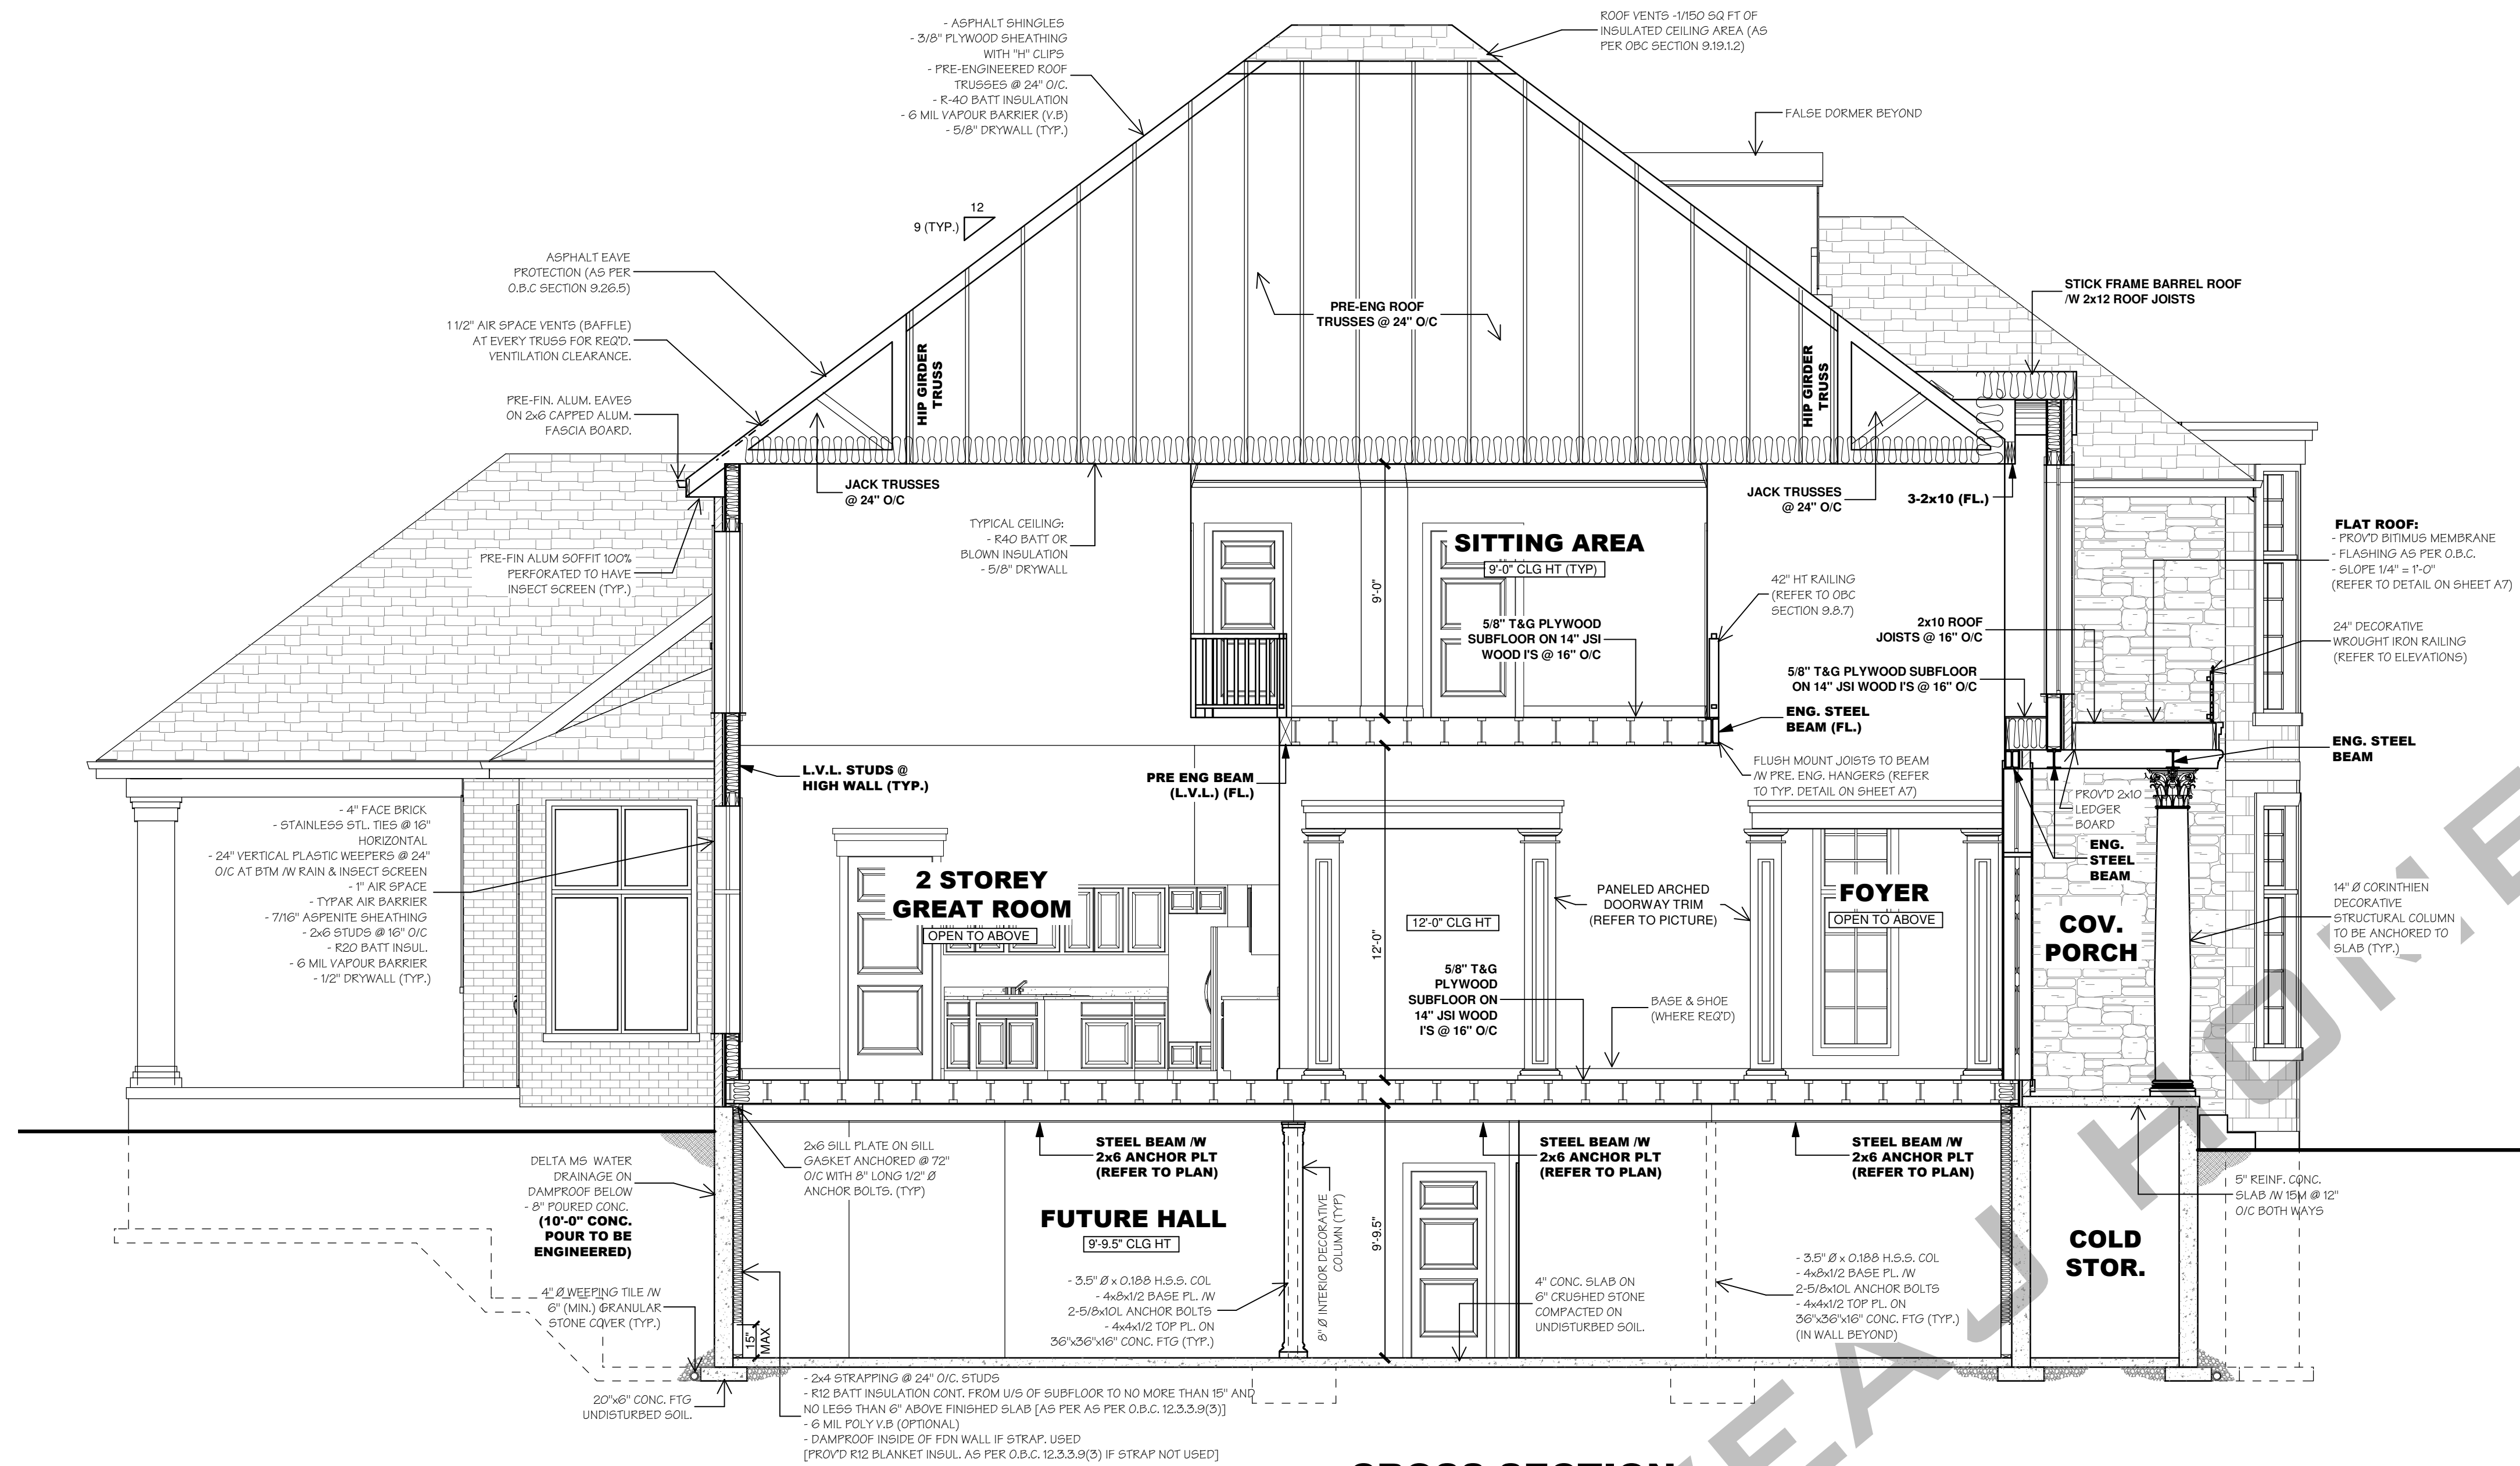 - ASPHALT SHINGLES
- 3/8" PLYWOOD SHEATHING
WITH "H" CLIPS
- PRE-ENGINEERED ROOF
TRUSSES @ 24" O/C.
- R-40 BATT INSULATION
- 6 MIL VAPOUR BARRIER (V.B)
- 5/8" DRYWALL (TYP.)
ROOF VENTS -1/150 SQ FT OF
INSULATED CEILING AREA (AS
PER OBC SECTION 9.19.1.2)
FALSE DORMER BEYOND
12
9 (TYP.)
ASPHALT EAVE
PROTECTION (AS PER
O.B.C SECTION 9.26.5)
1 1/2" AIR SPACE VENTS (BAFFLE)
AT EVERY TRUSS FOR REQ'D.
VENTILATION CLEARANCE.
PRE-FIN. ALUM. EAVES
ON 2x6 CAPPED ALUM.
FASCIA BOARD.
PRE-FIN ALUM SOFFIT 100%
PERFORATED TO HAVE
INSECT SCREEN (TYP.)
HIP GIRDER
TRUSS
PRE-ENG ROOF
TRUSSES @ 24" O/C
HIP GIRDER
TRUSS
STICK FRAME BARREL ROOF
/W 2x12 ROOF JOISTS
JACK TRUSSES
@ 24" O/C
TYPICAL CEILING:
- R40 BATT OR
BLOWN INSULATION
- 5/8" DRYWALL
JACK TRUSSES
@ 24" O/C
3-2x10 (FL.)
SITTING AREA
9'-0" CLG HT (TYP)
9'-0"
5/8" T&G PLYWOOD
SUBFLOOR ON 14" JSI
WOOD I'S @ 16" O/C
42" HT RAILING
(REFER TO OBC
SECTION 9.8.7)
2x10 ROOF
JOISTS @ 16" O/C
5/8" T&G PLYWOOD SUBFLOOR
ON 14" JSI WOOD I'S @ 16" O/C
ENG. STEEL
BEAM (FL.)
FLUSH MOUNT JOISTS TO BEAM
/W PRE. ENG. HANGERS (REFER
TO TYP. DETAIL ON SHEET A7)
FLAT ROOF:
- PROV'D BITIMUS MEMBRANE
- FLASHING AS PER O.B.C.
- SLOPE 1/4" = 1'-0"
(REFER TO DETAIL ON SHEET A7)
24" DECORATIVE
WROUGHT IRON RAILING
(REFER TO ELEVATIONS)
ENG. STEEL
BEAM
L.V.L. STUDS @
HIGH WALL (TYP.)
PRE ENG BEAM
(L.V.L.) (FL.)
PROV'D 2x10
LEDGER
BOARD
ENG.
STEEL
BEAM
- 4" FACE BRICK
- STAINLESS STL. TIES @ 16"
HORIZONTAL
- 24" VERTICAL PLASTIC WEEPERS @ 24"
O/C AT BTM /W RAIN & INSECT SCREEN
- 1" AIR SPACE
- TYPAR AIR BARRIER
- 7/16" ASPENITE SHEATHING
- 2x6 STUDS @ 16" O/C
- R20 BATT INSUL.
- 6 MIL VAPOUR BARRIER
- 1/2" DRYWALL (TYP.)
2 STOREY
GREAT ROOM
OPEN TO ABOVE
12'-0"
12'-0" CLG HT
PANELED ARCHED
DOORWAY TRIM
(REFER TO PICTURE)
FOYER
OPEN TO ABOVE
COV.
PORCH
14" Ø CORINTHIEN
DECORATIVE
STRUCTURAL COLUMN
TO BE ANCHORED TO
SLAB (TYP.)
5/8" T&G
PLYWOOD
SUBFLOOR ON
14" JSI WOOD
I'S @ 16" O/C
BASE & SHOE
(WHERE REQ'D)
DELTA MS WATER
DRAINAGE ON
DAMPROOF BELOW
- 8" POURED CONC.
(10'-0" CONC.
POUR TO BE
ENGINEERED)
2x6 SILL PLATE ON SILL
GASKET ANCHORED @ 72"
O/C WITH 8" LONG 1/2" Ø
ANCHOR BOLTS. (TYP)
STEEL BEAM /W
2x6 ANCHOR PLT
(REFER TO PLAN)
STEEL BEAM /W
2x6 ANCHOR PLT
(REFER TO PLAN)
STEEL BEAM /W
2x6 ANCHOR PLT
(REFER TO PLAN)
FUTURE HALL
9'-9.5" CLG HT
8" Ø INTERIOR DECORATIVE
COLUMN (TYP)
9'-9.5"
- 3.5" Ø x 0.188 H.S.S. COL
- 4x8x1/2 BASE PL. /W
2-5/8x10L ANCHOR BOLTS
- 4x4x1/2 TOP PL. ON
36"x36"x16" CONC. FTG (TYP.)
4" CONC. SLAB ON
6" CRUSHED STONE
COMPACTED ON
UNDISTURBED SOIL.
- 3.5" Ø x 0.188 H.S.S. COL
- 4x8x1/2 BASE PL. /W
2-5/8x10L ANCHOR BOLTS
- 4x4x1/2 TOP PL. ON
36"x36"x16" CONC. FTG (TYP.)
(IN WALL BEYOND)
COLD
STOR.
5" REINF. CONC.
SLAB /W 15M @ 12"
O/C BOTH WAYS
4" Ø WEEPING TILE /W
6" (MIN.) GRANULAR
STONE COVER (TYP.)
15"
MAX
20"x6" CONC. FTG
UNDISTURBED SOIL.
- 2x4 STRAPPING @ 24" O/C. STUDS
- R12 BATT INSULATION CONT. FROM U/S OF SUBFLOOR TO NO MORE THAN 15" AND
NO LESS THAN 6" ABOVE FINISHED SLAB [AS PER AS PER O.B.C. 12.3.3.9(3)]
- 6 MIL POLY V.B (OPTIONAL)
- DAMPROOF INSIDE OF FDN WALL IF STRAP. USED
[PROV'D R12 BLANKET INSUL. AS PER O.B.C. 12.3.3.9(3) IF STRAP NOT USED]
CROSS SECTION